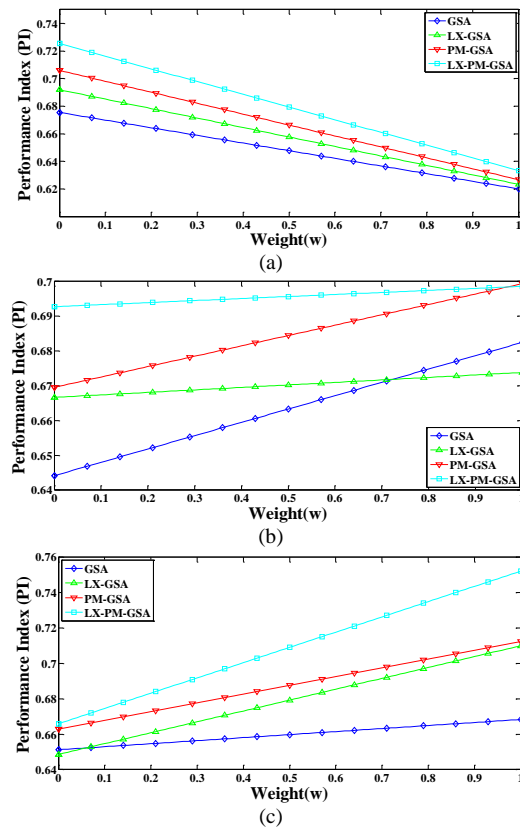 0.74
0.72
0.7
0.68
0.66
0.64
0.62
Performance Index (PI)
GSA
LX-GSA
PM-GSA
LX-PM-GSA
0 0.1 0.2 0.3 0.4 0.5 0.6 0.7 0.8 0.9 1
Weight(w)
(a)
0.7
0.69
0.68
0.67
0.66
0.65
0.64
Performance Index (PI)
GSA
LX-GSA
PM-GSA
LX-PM-GSA
0 0.1 0.2 0.3 0.4 0.5 0.6 0.7 0.8 0.9
Weight(w)
(b)
0.76
0.74
0.72
0.7
0.68
0.66
0.64
Performance Index (PI)
GSA
LX-GSA
PM-GSA
LX-PM-GSA
0 0.1 0.2 0.3 0.4 0.5 0.6 0.7 0.8 0.9 1
Weight(w)
(c)